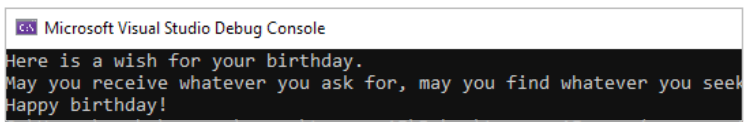 Microsoft Visual Studio Debug Console
Here is a wish for your birthday.
May you receive whatever you ask for, may you find whatever you seek
Happy birthday!